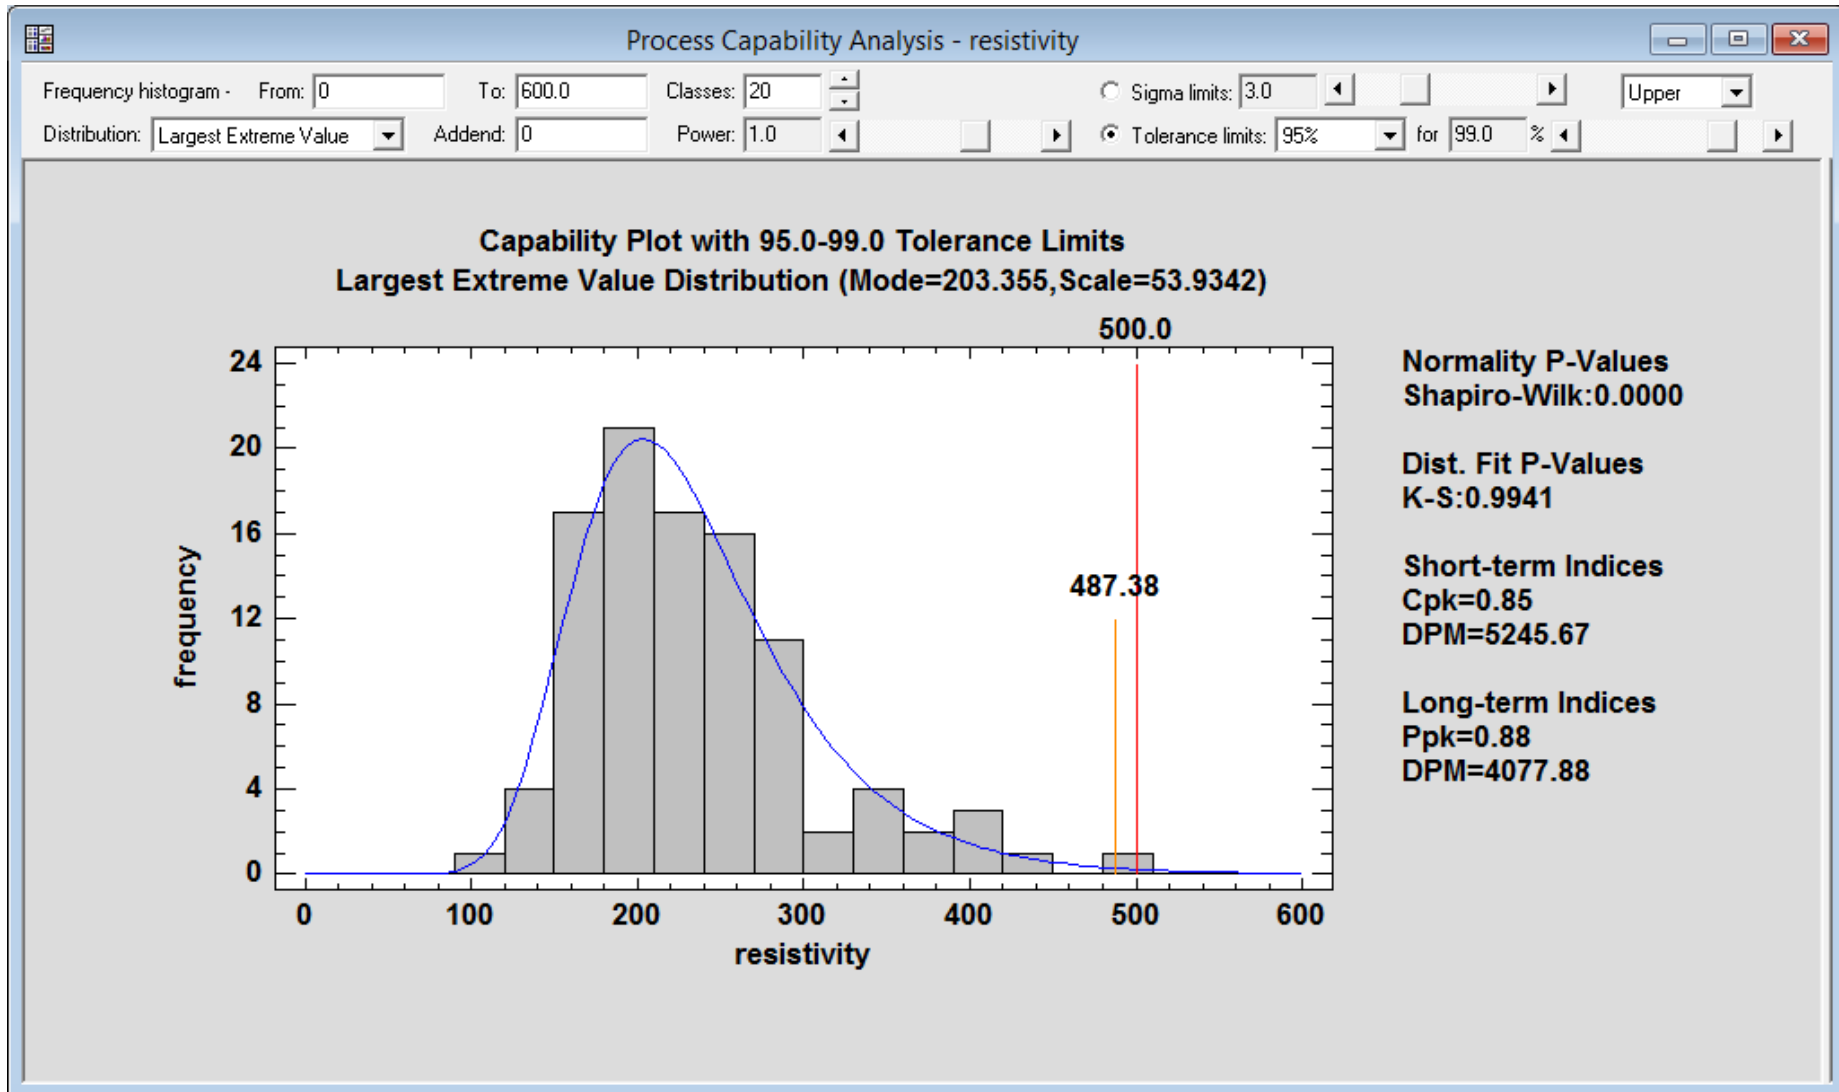 Process Capability Analysis - resistivity
Frequency histogram - From: 0 To: 600.0 Classes: 20 Sigma limits: 3.0 Upper
Distribution: Largest Extreme Value Addend: 0 Power: 1.0 Tolerance limits: 95% for 99.0 %
Capability Plot with 95.0-99.0 Tolerance Limits
Largest Extreme Value Distribution (Mode=203.355,Scale=53.9342)
500.0
487.38
24
20
16
12
8
4
0
frequency
0 100 200 300 400 500 600
resistivity
Normality P-Values
Shapiro-Wilk:0.0000
Dist. Fit P-Values
K-S:0.9941
Short-term Indices
Cpk=0.85
DPM=5245.67
Long-term Indices
Ppk=0.88
DPM=4077.88